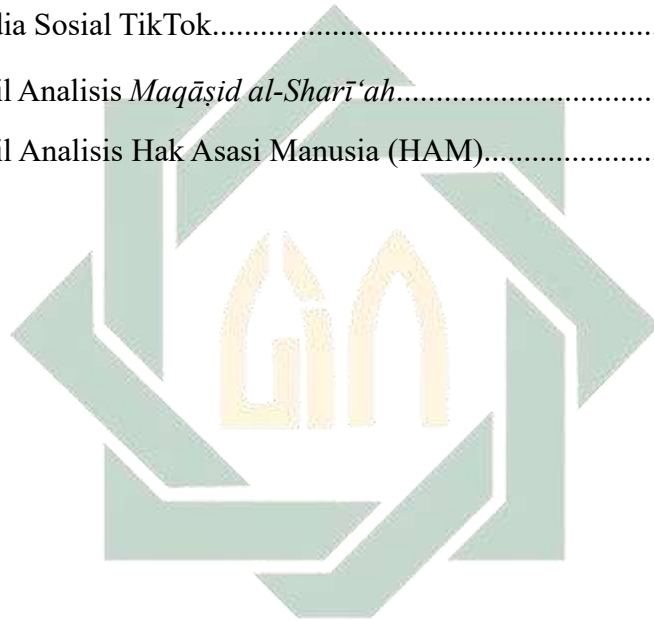 dia Sosial TikTok.......................................................
il Analisis Maqāṣid al-Sharī‘ah................................
il Analisis Hak Asasi Manusia (HAM).....................